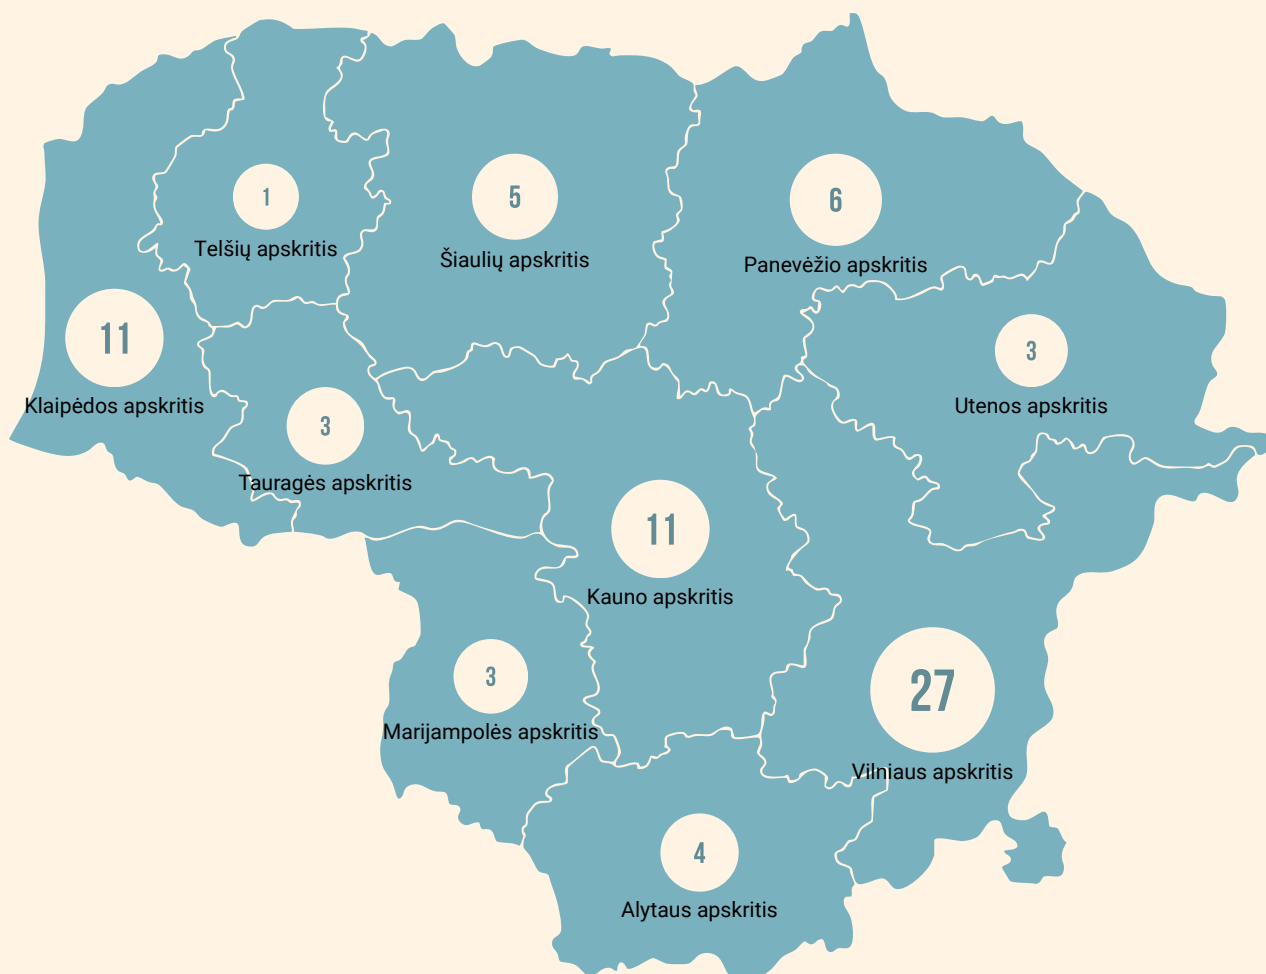 1
Telšių apskritis
5
Šiaulių apskritis
6
Panevėžio apskritis
11
Klaipėdos apskritis
3
Utenos apskritis
3
Tauragės apskritis
11
Kauno apskritis
3
Marijampolės apskritis
27
Vilniaus apskritis
4
Alytaus apskritis